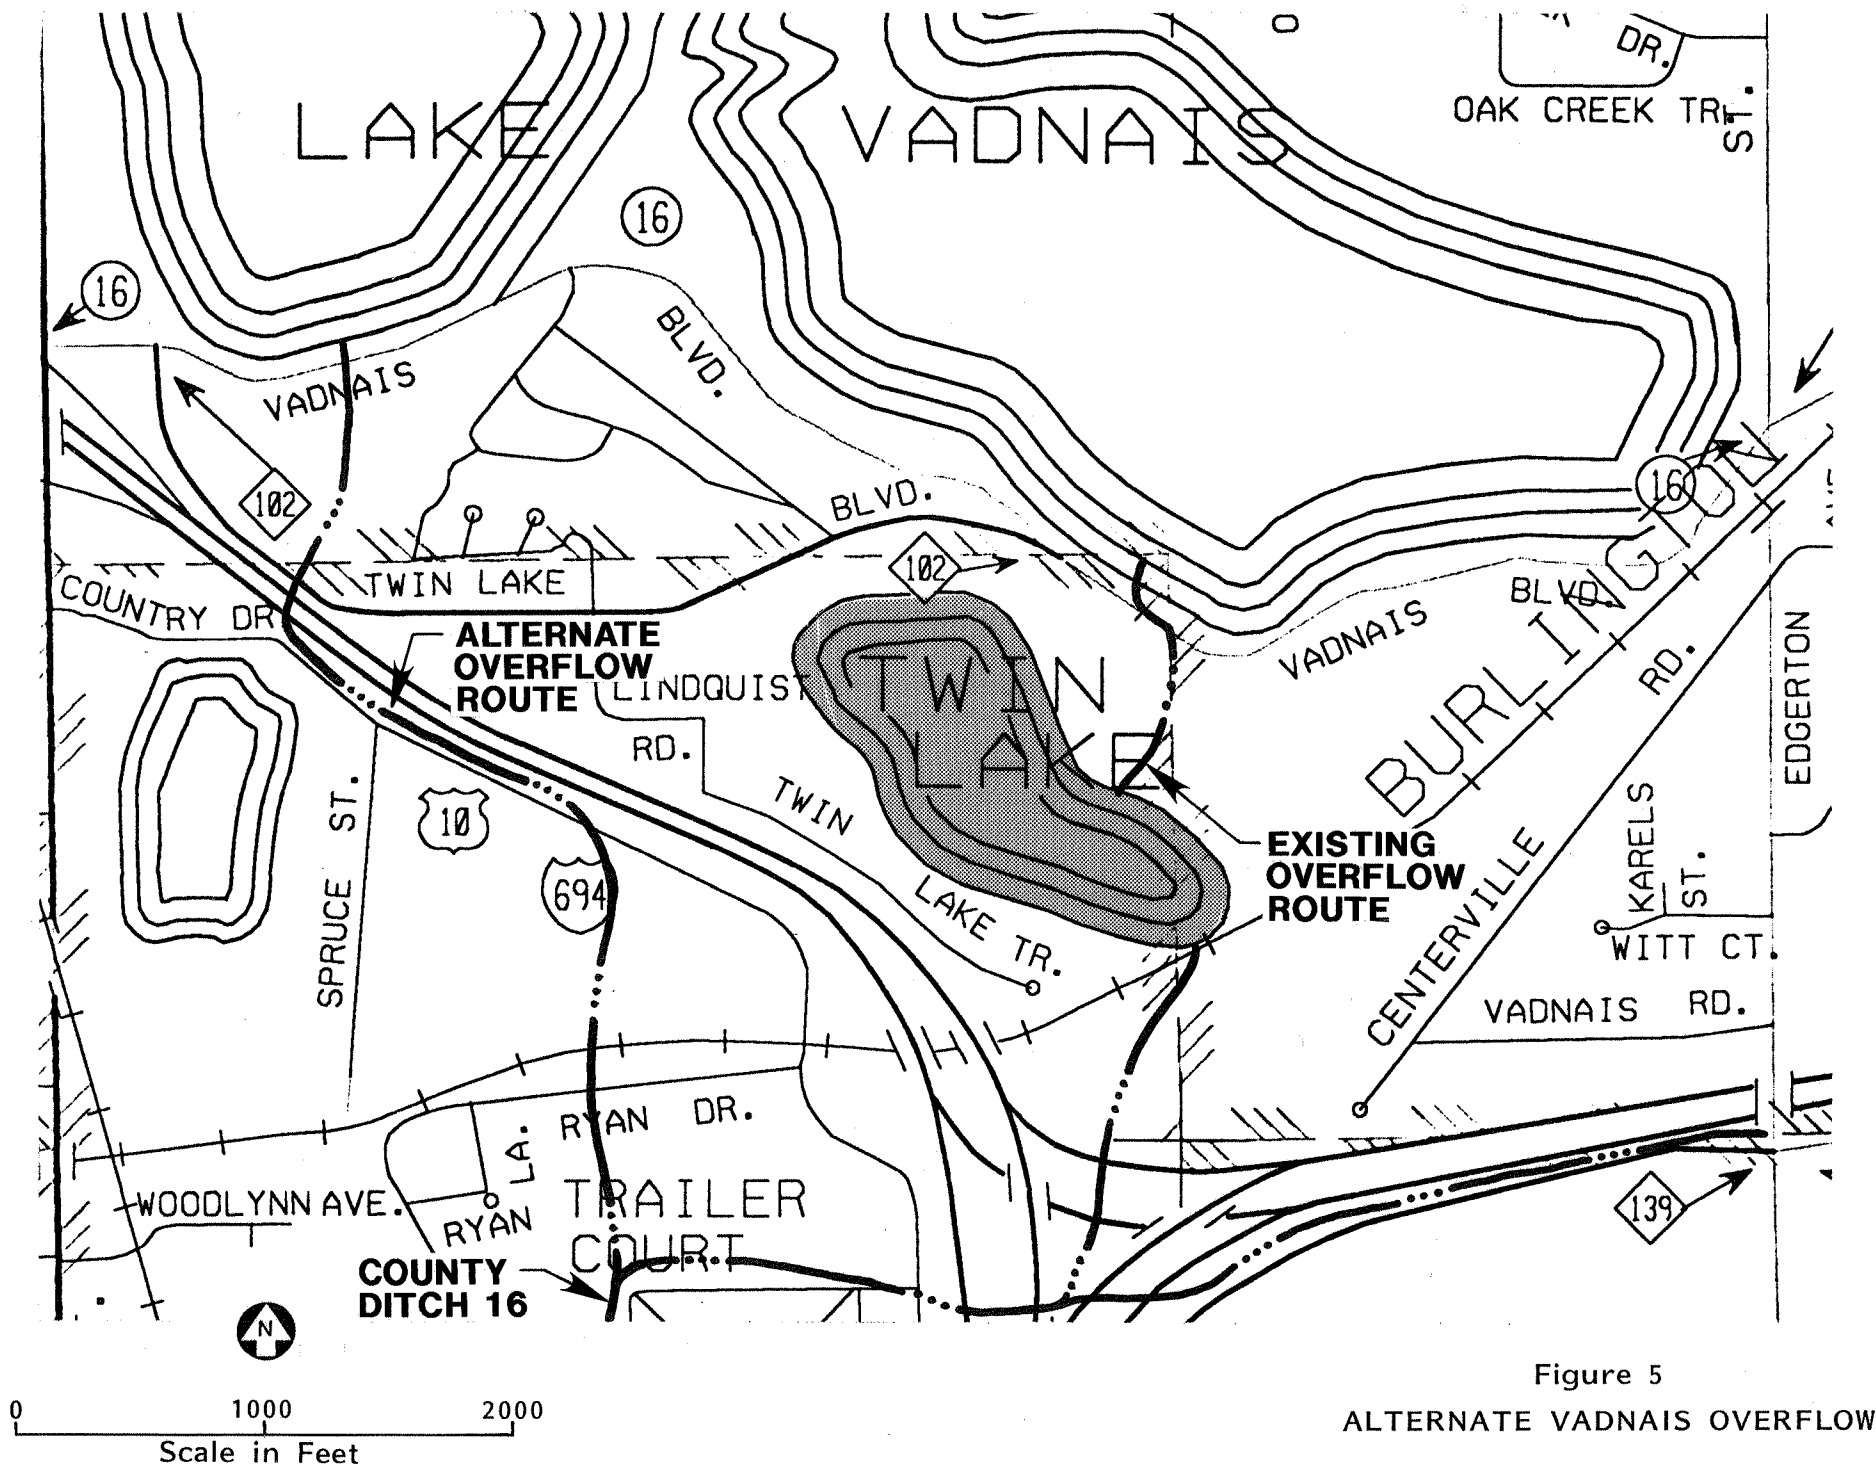 DR.
OAK CREEK TR.
ST.
LAKE VADNAIS
16
16
BLVD.
VADNAIS
102
BLVD.
16
102
TWIN LAKE
COUNTRY DR
BLVD.
VADNAIS
BURLINGTON
RD.
EDGERTON
ALTERNATE
OVERFLOW
ROUTE
LINDQUIST
RD.
TWIN
LAKE
TWIN
LAKE TR.
10
694
SPRUCE ST.
EXISTING
OVERFLOW
ROUTE
CENTERVILLE
KARELS
ST.
WITT CT.
VADNAIS RD.
RYAN DR.
LA.
RYAN
WOODLYNN AVE.
TRAILER
COURT
139
COUNTY
DITCH 16
N
0 1000 2000
Scale in Feet
Figure 5
ALTERNATE VADNAIS OVERFLOW